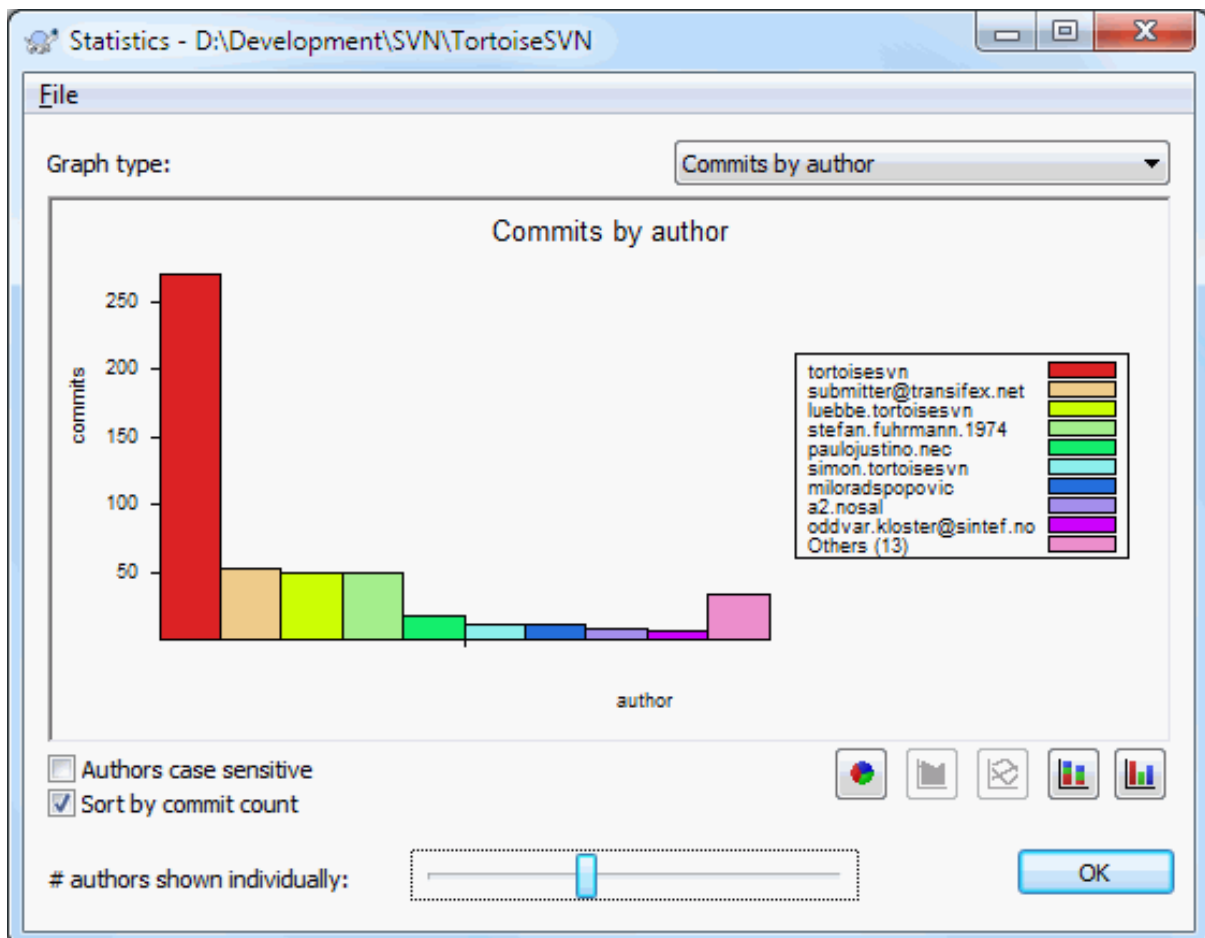 Statistics - D:\Development\SVN\TortoiseSVN
File
Graph type:
Commits by author
Commits by author
250
200
150
100
50
commits
author
tortoisesvn
submitter@transifex.net
luebbe.tortoisesvn
stefan.fuhrmann.1974
paulojustino.nec
simon.tortoisesvn
miloradspopovic
a2.nosal
oddvar.kloster@sintef.no
Others (13)
Authors case sensitive
Sort by commit count
# authors shown individually:
OK